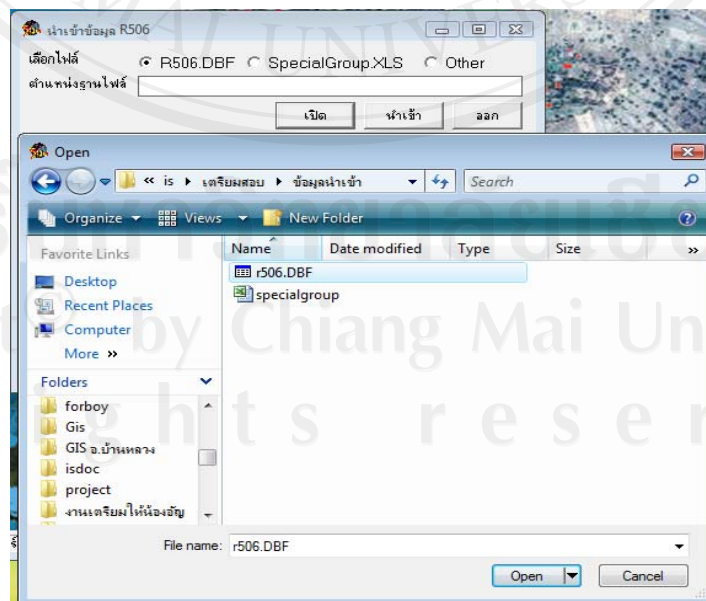 นำเข้าข้อมูล R506
เลือกไฟล์ R506.DBF SpecialGroup.XLS Other
ตำแหน่งฐานไฟล์
เปิด นำเข้า ออก
Open
« is ▸ เตรียมสอบ ▸ ข้อมูลนำเข้า Search
Organize Views New Folder
Favorite Links Name Date modified Type Size »
Desktop
Recent Places
Computer
More »
r506.DBF
specialgroup
Folders
forboy
Gis
GIS อ.บ้านหลวง
isdoc
project
งานเตรียมให้น้องอัญ
File name: r506.DBF
Open Cancel
by Chiang Mai Un
ights reser